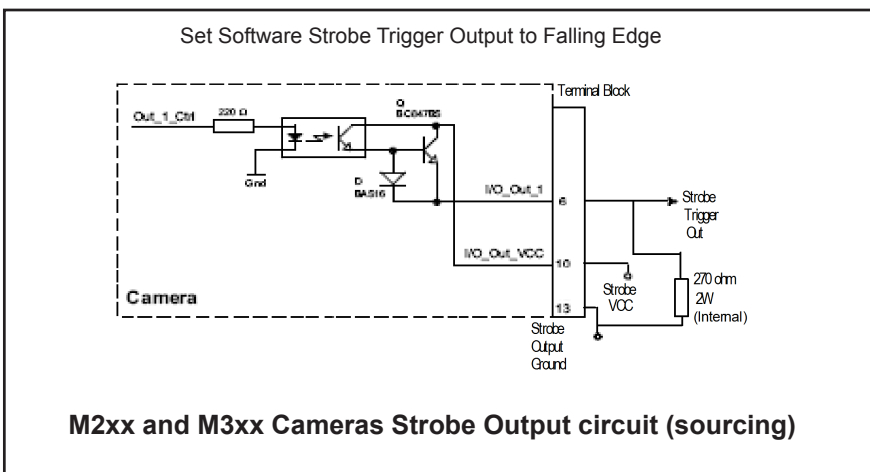 Set Software Strobe Trigger Output to Falling Edge
Terminal Block
Out_1_Ctrl
220 Ω
Q
BC847BS
Gnd
D
BAS16
I/O_Out_1
6
Strobe
Trigger
Out
I/O_Out_VCC
10
Strobe
VCC
270 ohm
2W
(Internal)
Camera
13
Strobe
Output
Ground
M2xx and M3xx Cameras Strobe Output circuit (sourcing)